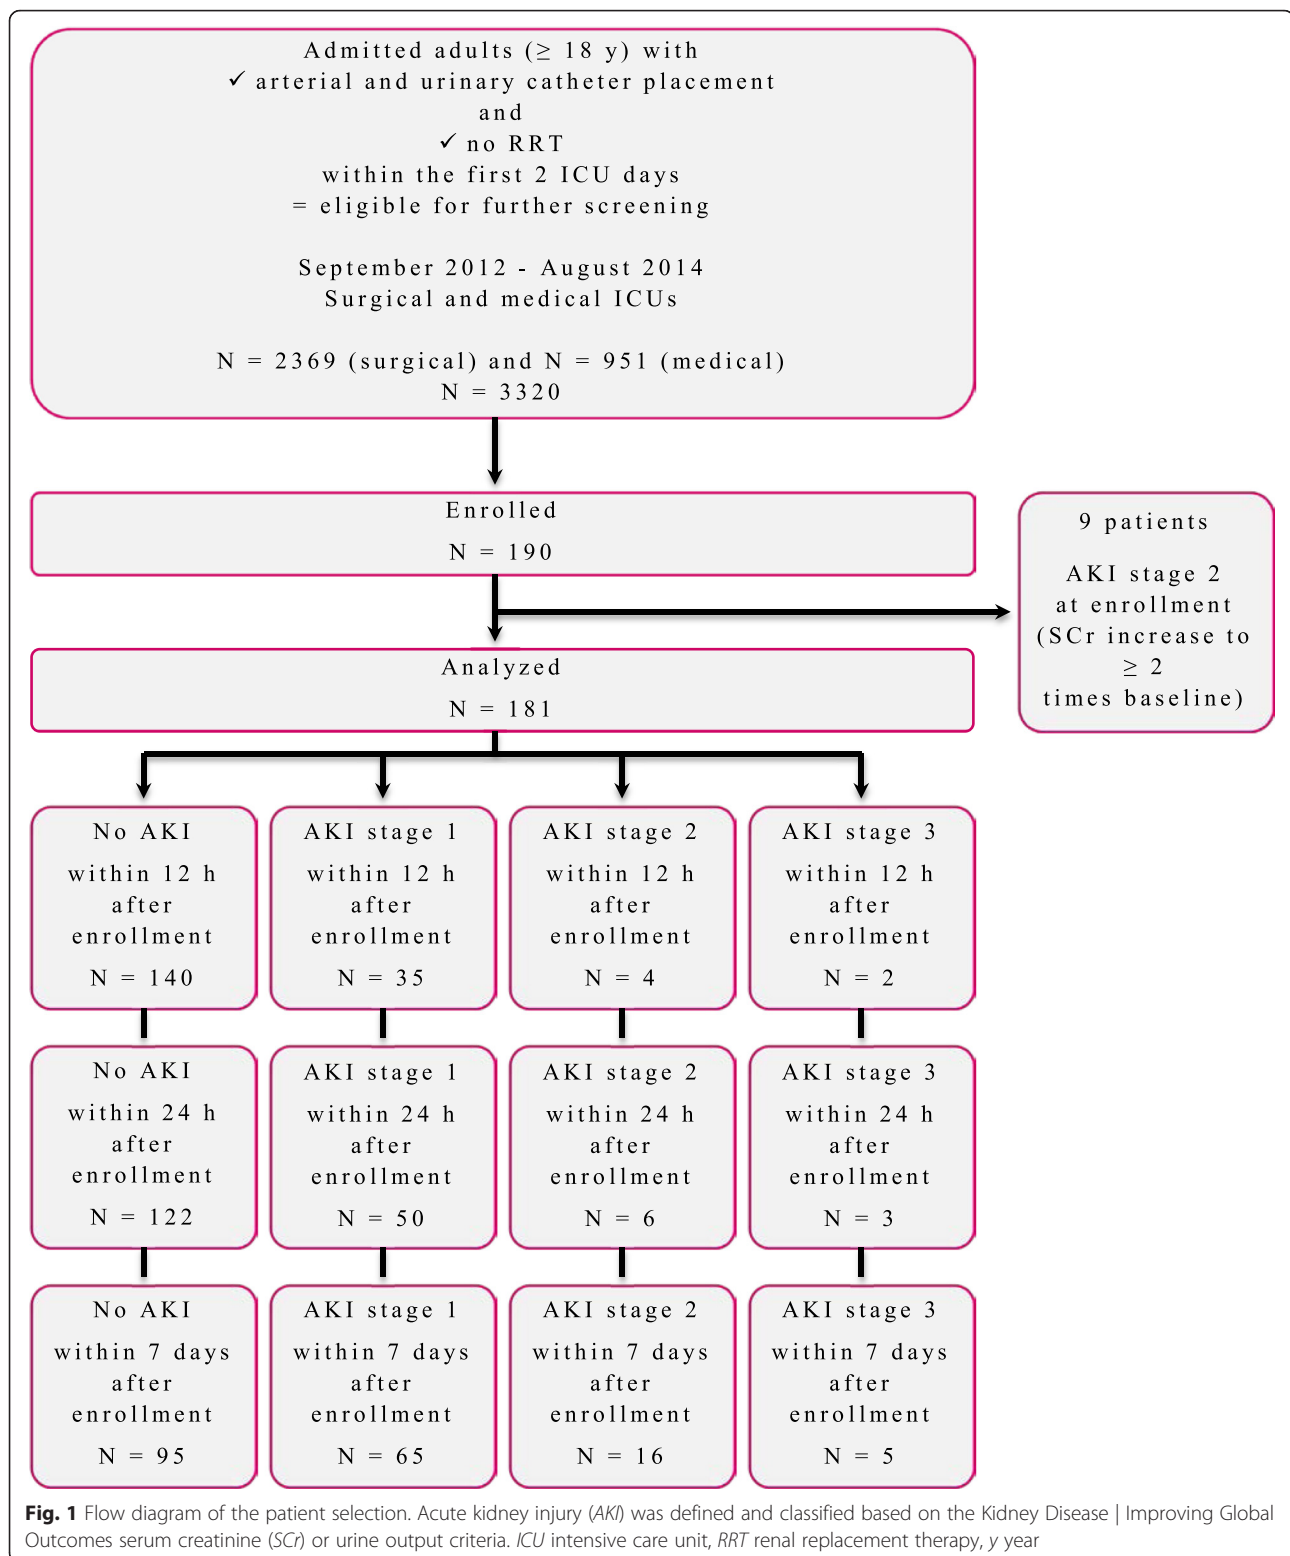 Admitted adults (≥ 18 y) with
✓ arterial and urinary catheter placement
and
✓ no RRT
within the first 2 ICU days
= eligible for further screening
September 2012 - August 2014
Surgical and medical ICUs
N = 2369 (surgical) and N = 951 (medical)
N = 3320
Enrolled
N = 190
9 patients
AKI stage 2
at enrollment
(SCr increase to
≥ 2
times baseline)
Analyzed
N = 181
No AKI
within 12 h
after
enrollment
N = 140
AKI stage 1
within 12 h
after
enrollment
N = 35
AKI stage 2
within 12 h
after
enrollment
N = 4
AKI stage 3
within 12 h
after
enrollment
N = 2
No AKI
within 24 h
after
enrollment
N = 122
AKI stage 1
within 24 h
after
enrollment
N = 50
AKI stage 2
within 24 h
after
enrollment
N = 6
AKI stage 3
within 24 h
after
enrollment
N = 3
No AKI
within 7 days
after
enrollment
N = 95
AKI stage 1
within 7 days
after
enrollment
N = 65
AKI stage 2
within 7 days
after
enrollment
N = 16
AKI stage 3
within 7 days
after
enrollment
N = 5
Fig. 1 Flow diagram of the patient selection. Acute kidney injury (AKI) was defined and classified based on the Kidney Disease | Improving Global
Outcomes serum creatinine (SCr) or urine output criteria. ICU intensive care unit, RRT renal replacement therapy, y year